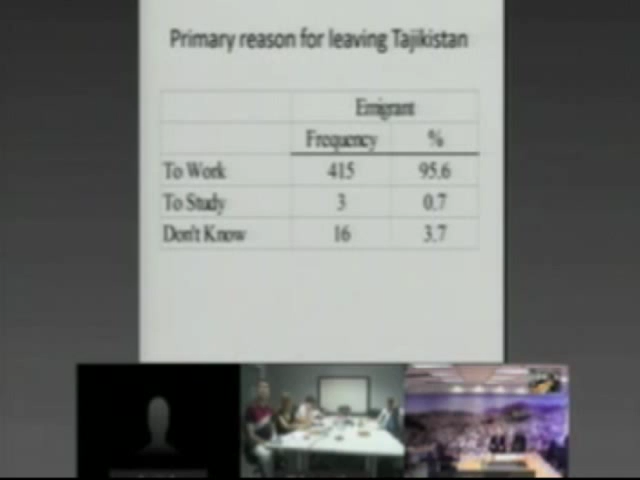 Primary reason for leaving Tajikistan
Emigrant
Frequency %
To Work 415 95.6
To Study 3 0.7
Don't Know 16 3.7